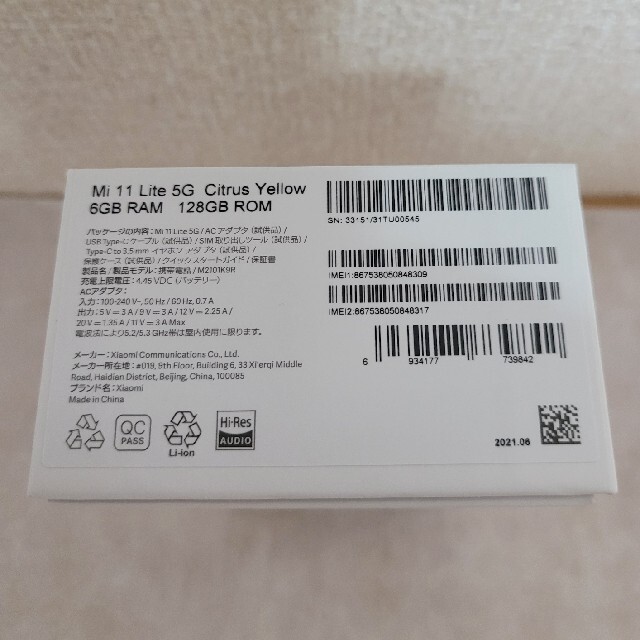 Mi 11 Lite 5G Citrus Yellow
6GB RAM 128GB ROM
パッケージの内容：Mi 11 Lite 5G / ACアダプタ（試供品）/
USB Type-Cケーブル（試供品）/ SIM取り出しツール（試供品）/
Type-C to 3.5mm イヤホンアダプタ（試供品）/
保護ケース（試供品）/ クイックスタートガイド / 保証書
製品名 / 製品モデル：携帯電話 / M2101K9R
充電上限電圧：4.45 VDC（バッテリー）
ACアダプタ：
入力：100-240 V~, 50 Hz / 60 Hz, 0.7 A
出力：5 V = 3 A / 9 V = 3 A / 12 V = 2.25 A /
20 V = 1.35 A / 11 V = 3 A Max
電波法により5.2/5.3 GHz帯は屋内使用に限ります。
メーカー：Xiaomi Communications Co., Ltd.
メーカー所在地：#019, 9th Floor, Building 6, 33 Xi'erqi Middle
Road, Haidian District, Beijing, China, 100085
ブランド名：Xiaomi
Made in China
QC
PASS
Li-ion
Hi-Res
AUDIO
SN: 33151/31TU00545
IMEI1:867538050848309
IMEI2:867538050848317
6 934177 739842
2021.06